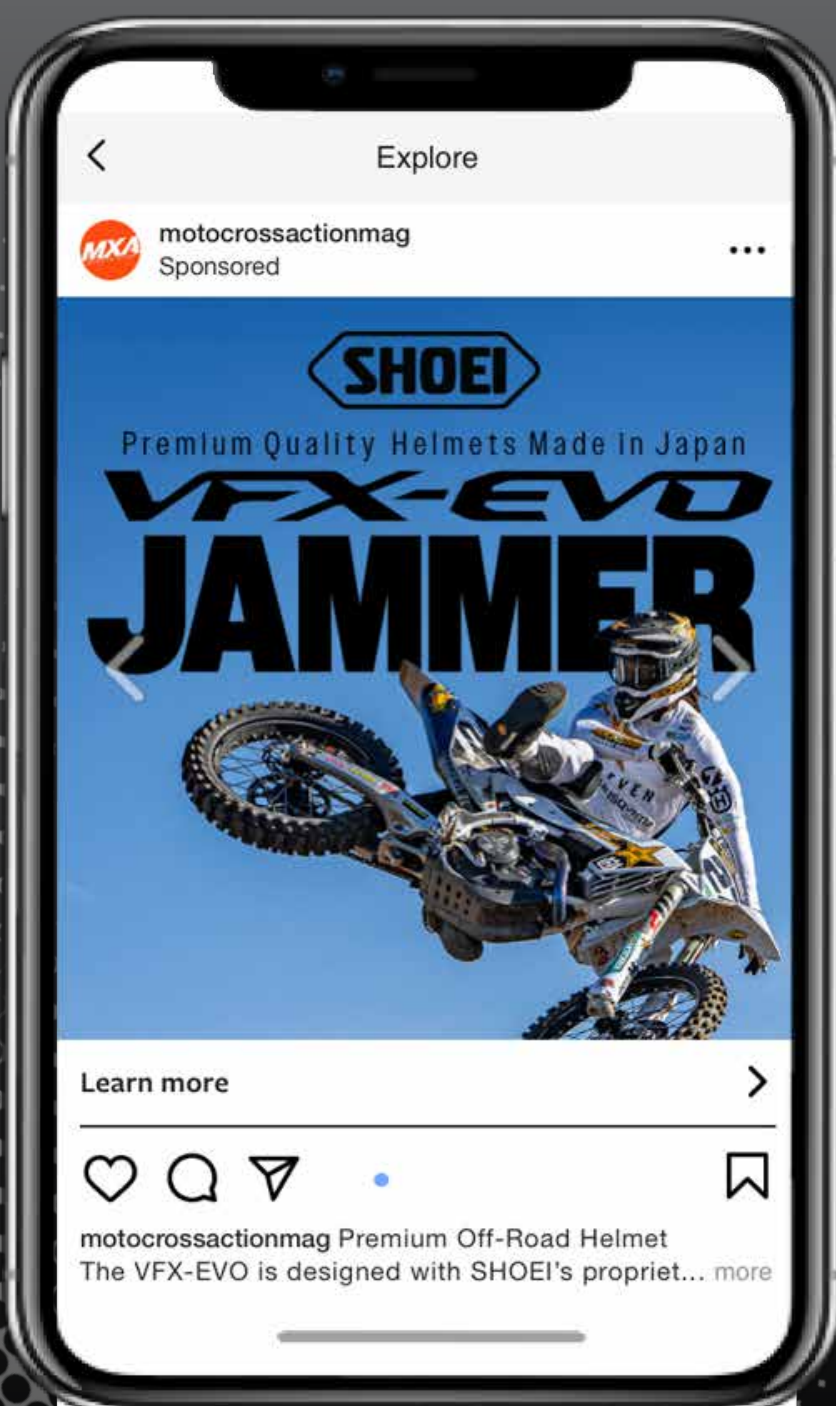 Explore
MXA
motocrossactionmag
Sponsored
SHOEI
Premium Quality Helmets Made in Japan
VFX-EVO
JAMMER
Learn more
motocrossactionmag Premium Off-Road Helmet
The VFX-EVO is designed with SHOEI's propriet... more